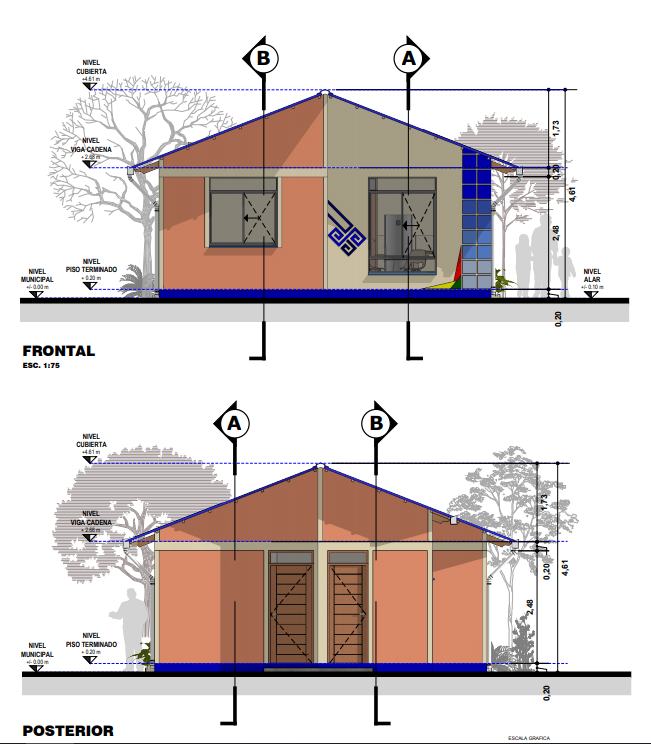 B
A
NIVEL
CUBIERTA
+4.61 m
1,73
NIVEL
VIGA CADENA
+ 2.68 m
0,20
4,61
2,48
NIVEL
PISO TERMINADO
+ 0.20 m
NIVEL
MUNICIPAL
+/- 0.00 m
NIVEL
ALAR
+/- 0.10 m
0,20
FRONTAL
ESC. 1:75
A
B
NIVEL
CUBIERTA
+4.61 m
1,73
NIVEL
VIGA CADENA
+ 2.68 m
0,20
4,61
2,48
NIVEL
PISO TERMINADO
+ 0.20 m
NIVEL
MUNICIPAL
+/- 0.00 m
0,20
POSTERIOR
ESCALA GRAFICA